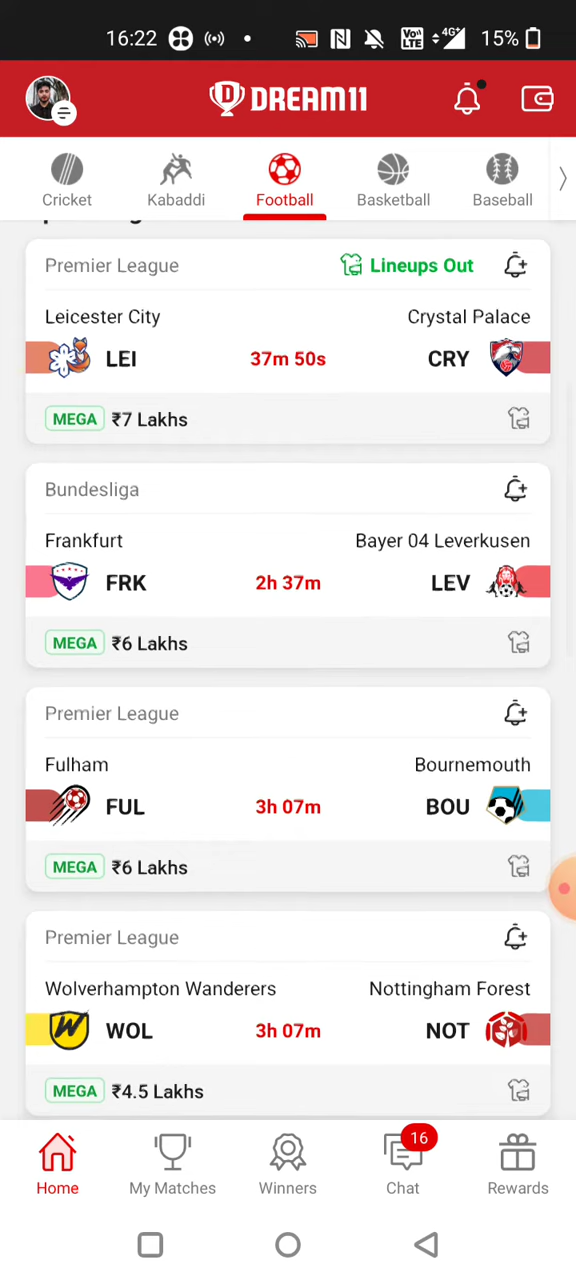 16:22
Vo))
LTE
4G+
15%
DREAM11
Cricket
Kabaddi
Football
Basketball
Baseball
Premier League
Lineups Out
Leicester City
Crystal Palace
LEI
37m 50s
CRY
MEGA ₹7 Lakhs
Bundesliga
Frankfurt
Bayer 04 Leverkusen
FRK
2h 37m
LEV
MEGA ₹6 Lakhs
Premier League
Fulham
Bournemouth
FUL
3h 07m
BOU
MEGA ₹6 Lakhs
Premier League
Wolverhampton Wanderers
Nottingham Forest
WOL
3h 07m
NOT
MEGA ₹4.5 Lakhs
16
Home
My Matches
Winners
Chat
Rewards